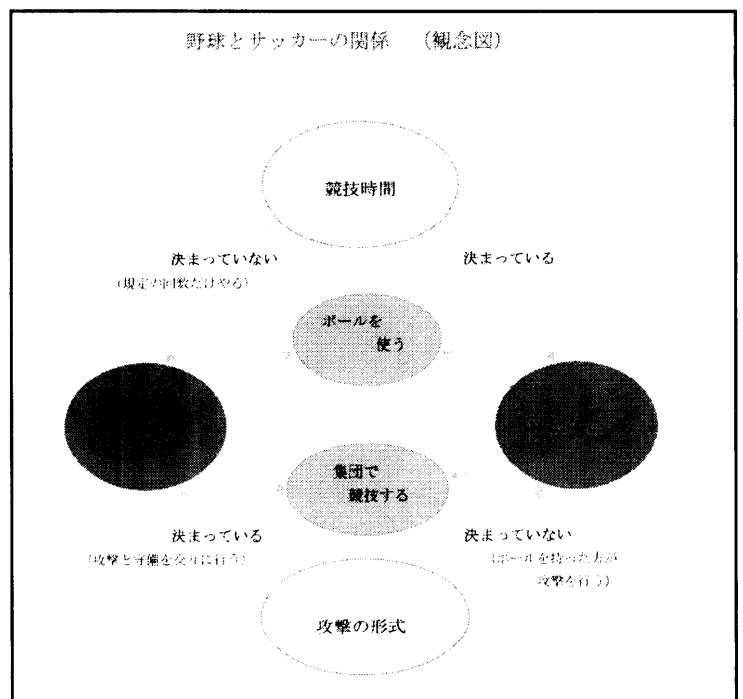 野球とサッカーの関係 （観念図）
競技時間
決まっていない
（規定の回数だけやる）
決まっている
ボールを
使う
集団で
競技する
決まっている
（攻撃と守備を交互に行う）
決まっていない
（ボールを持った方が
攻撃を行う）
攻撃の形式